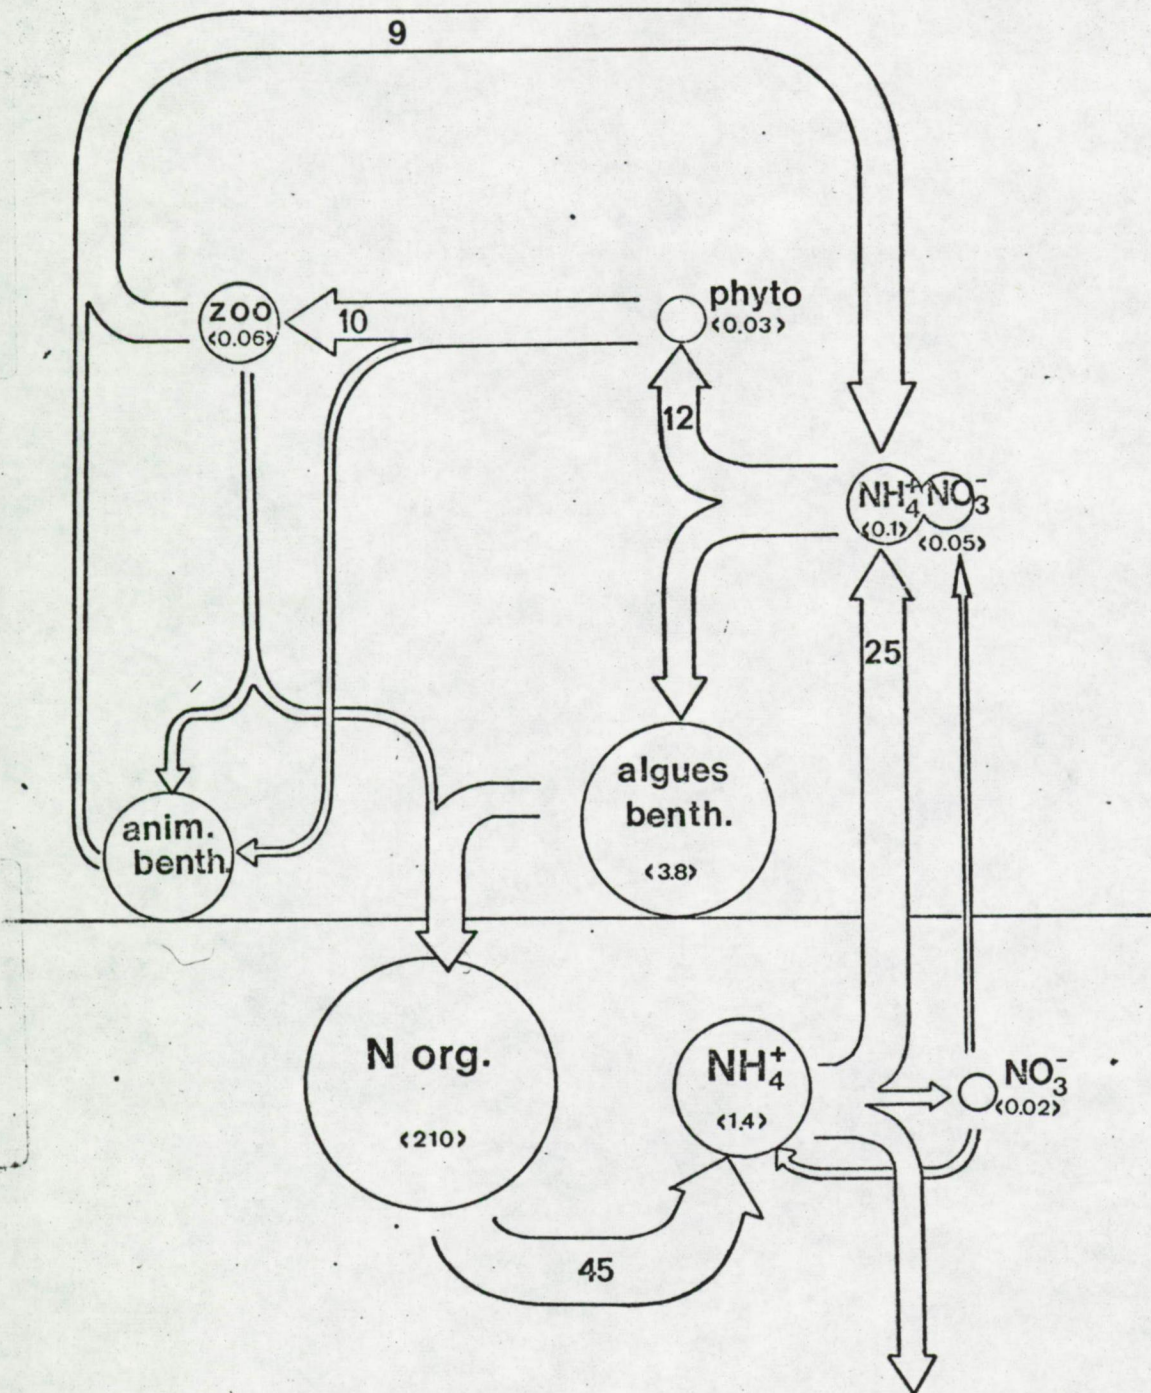 9
zoo
<0.06>
10
phyto
<0.03>
12
NH₄⁺ NO₃⁻
<0.1>
<0.05>
25
algues
benth.
<3.8>
anim.
benth.
N org.
<210>
NH₄⁺
<1.4>
NO₃⁻
<0.02>
45